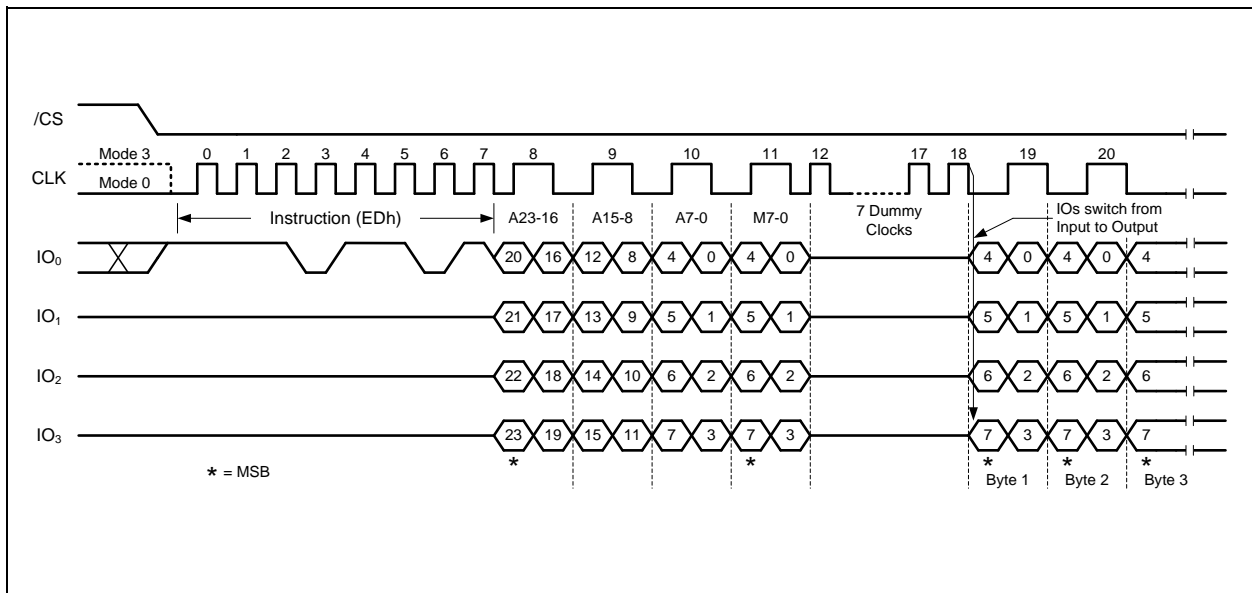 /CS
Mode 3
0 1 2 3 4 5 6 7 8 9 10 11 12 17 18 19 20
CLK
Mode 0
Instruction (EDh) A23-16 A15-8 A7-0 M7-0 7 Dummy Clocks IOs switch from Input to Output
IO0 20 16 12 8 4 0 4 0 4 0 4 0 4
IO1 21 17 13 9 5 1 5 1 5 1 5 1 5
IO2 22 18 14 10 6 2 6 2 6 2 6 2 6
IO3 23 19 15 11 7 3 7 3 7 3 7 3 7
* * * * *
* = MSB
Byte 1 Byte 2 Byte 3